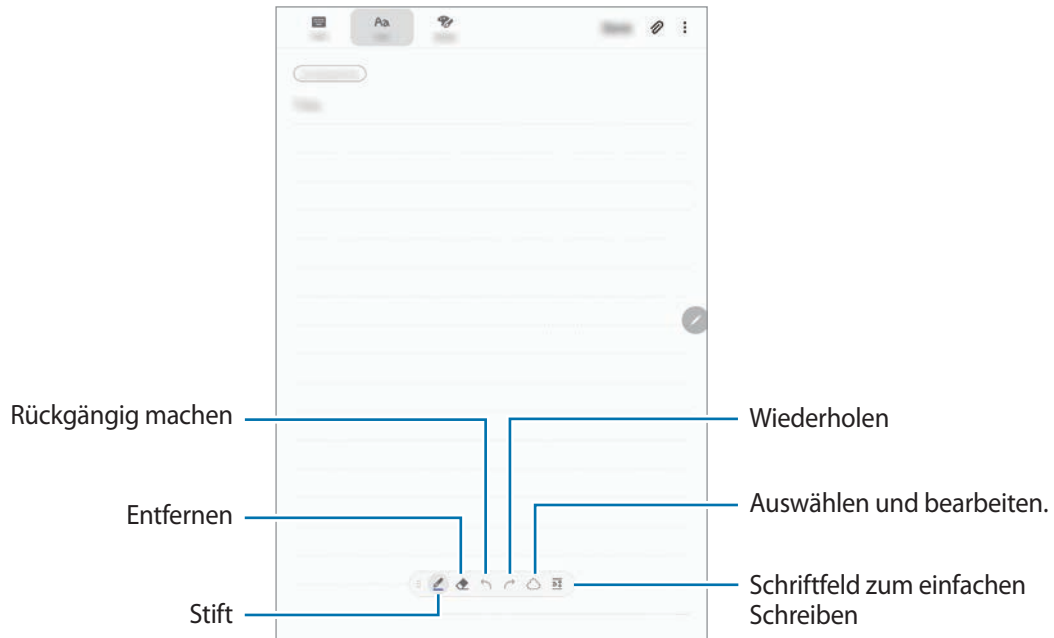 Aa
Rückgängig machen
Wiederholen
Entfernen
Auswählen und bearbeiten.
Stift
Schriftfeld zum einfachen
Schreiben